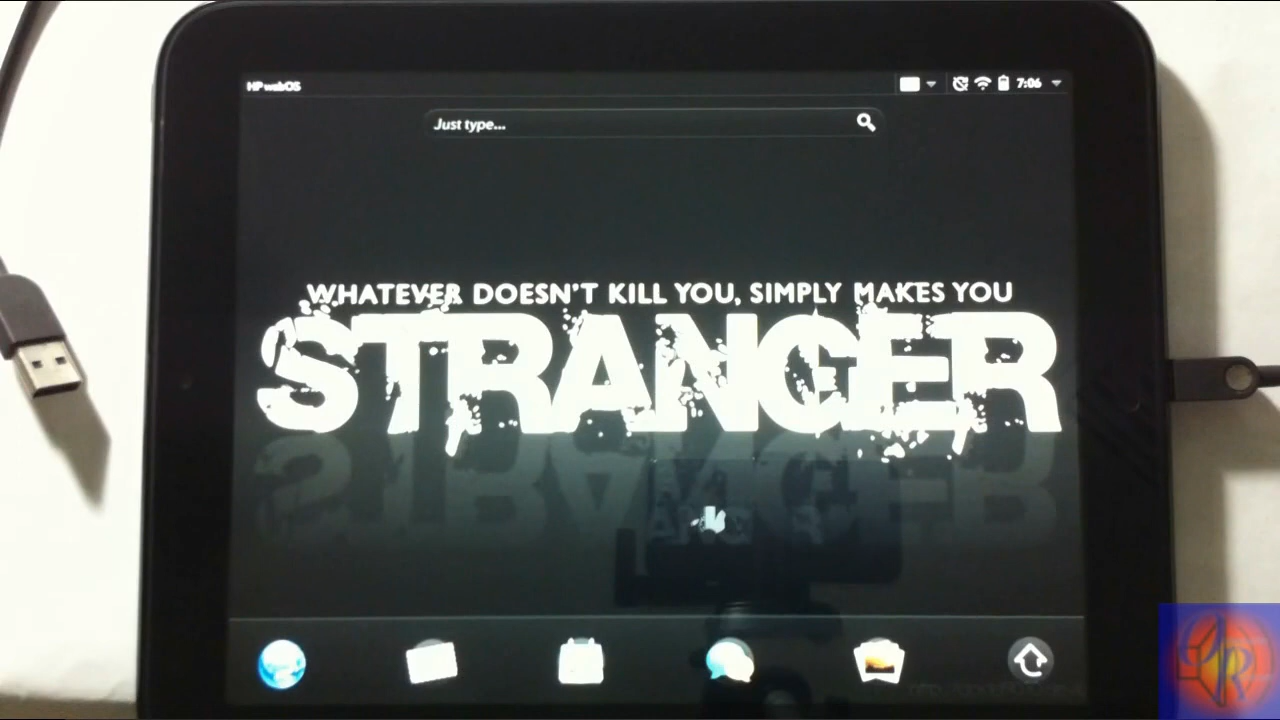 HP webOS
7:06
Just type...
WHATEVER DOESN'T KILL YOU, SIMPLY MAKES YOU
STRANGER